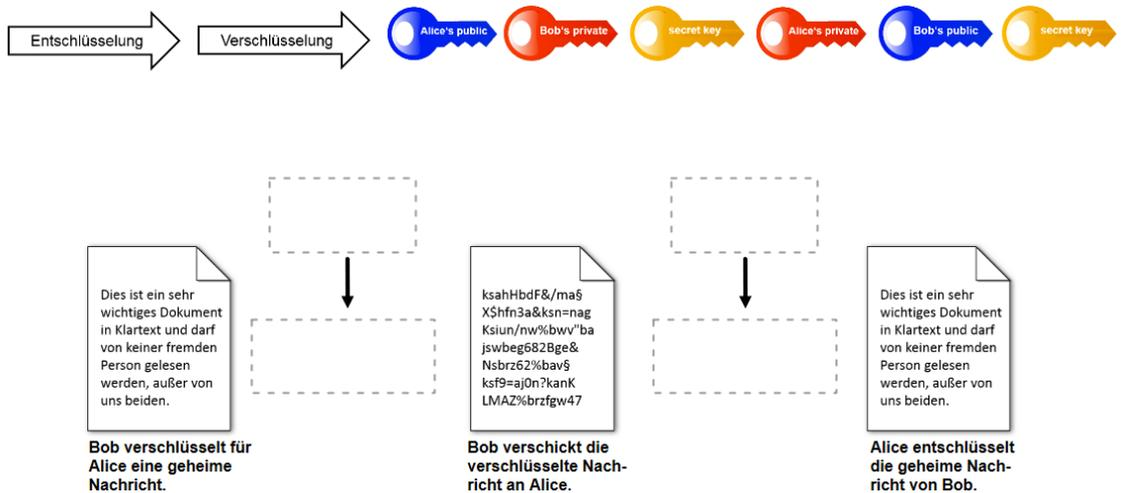 Entschlüsselung
Verschlüsselung
Alice's public
Bob's private
secret key
Alice's private
Bob's public
secret key
Dies ist ein sehr
wichtiges Dokument
in Klartext und darf
von keiner fremden
Person gelesen
werden, außer von
uns beiden.
Bob verschlüsselt für
Alice eine geheime
Nachricht.
ksahHbdF&/ma§
X$hfn3a&ksn=nag
Ksiun/nw%bwv"ba
jswbeg682Bge&
Nsbrz62%bav§
ksf9=aj0n?kanK
LMAZ%brzfgw47
Bob verschickt die
verschlüsselte Nach-
richt an Alice.
Dies ist ein sehr
wichtiges Dokument
in Klartext und darf
von keiner fremden
Person gelesen
werden, außer von
uns beiden.
Alice entschlüsselt
die geheime Nach-
richt von Bob.